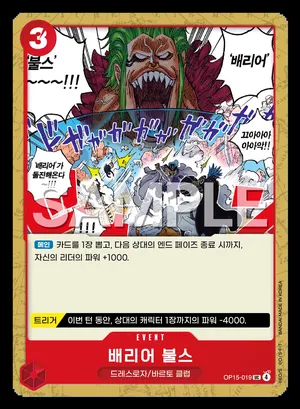 3
'불스'
~~!!!
'배리어'
~~!!!
끄아아아
아아악!!
'배리어'가
돌진해온다
~~!!!
SAMPLE
메인 카드를 1장 뽑고, 다음 상대의 엔드 페이즈 종료 시까지,
자신의 리더의 파워 +1000.
트리거 이번 턴 동안, 상대의 캐릭터 1장까지의 파워 -4000.
EVENT
배리어 불스
드레스로자/바르토 클럽
OP15-019 UC